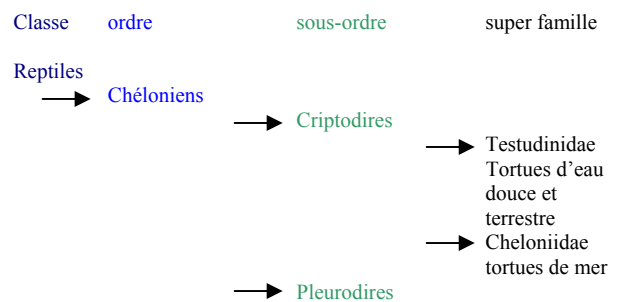 Classe ordre sous-ordre super famille
Reptiles
Chéloniens
Criptodires
Testudinidae
Tortues d’eau
douce et
terrestre
Cheloniidae
tortues de mer
Pleurodires